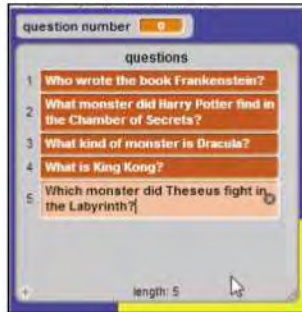 question number 0
questions
1 Who wrote the book Frankenstein?
2 What monster did Harry Potter find in
the Chamber of Secrets?
3 What kind of monster is Dracula?
4 What is King Kong?
5 Which monster did Theseus fight in
the Labyrinth?
+ length: 5